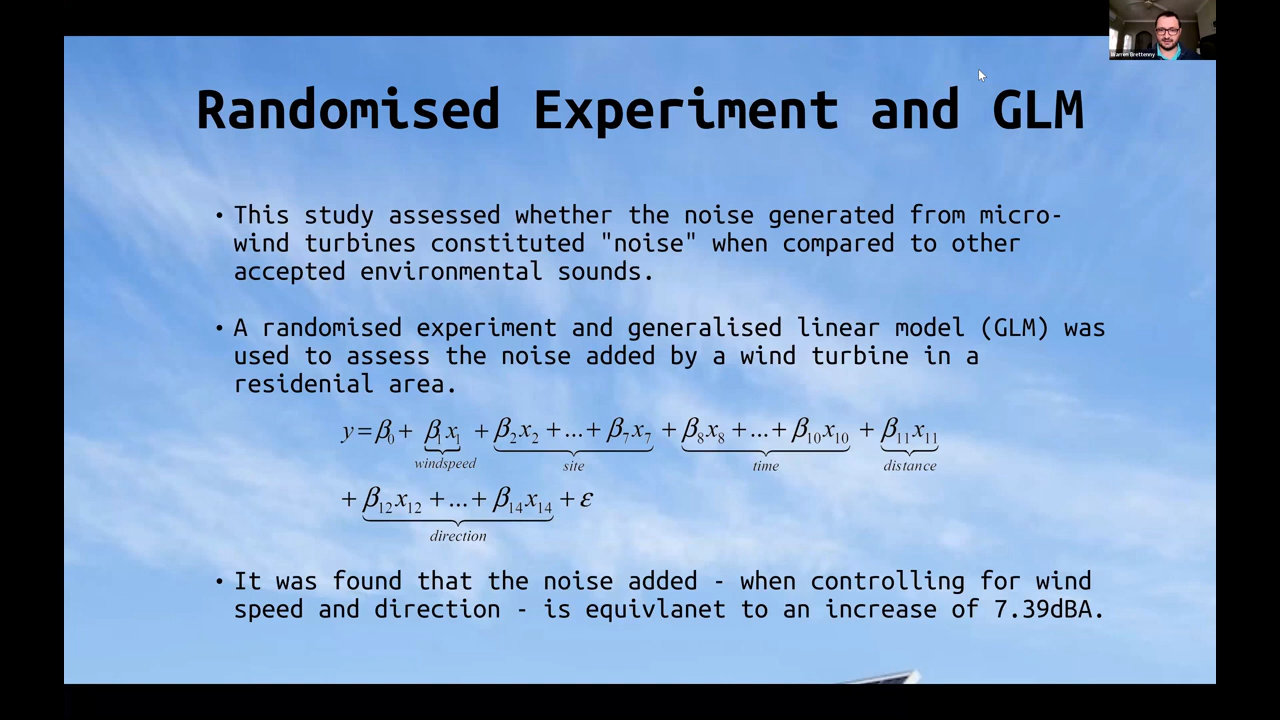 Warren Brettenny
Randomised Experiment and GLM
• This study assessed whether the noise generated from micro-
wind turbines constituted "noise" when compared to other
accepted environmental sounds.
• A randomised experiment and generalised linear model (GLM) was
used to assess the noise added by a wind turbine in a
residenial area.
y = β₀ + β₁x₁ + β₂x₂ + ... + β₇x₇ + β₈x₈ + ... + β₁₀x₁₀ + β₁₁x₁₁
windspeed site time distance
+ β₁₂x₁₂ + ... + β₁₄x₁₄ + ε
direction
• It was found that the noise added - when controlling for wind
speed and direction - is equivlanet to an increase of 7.39dBA.